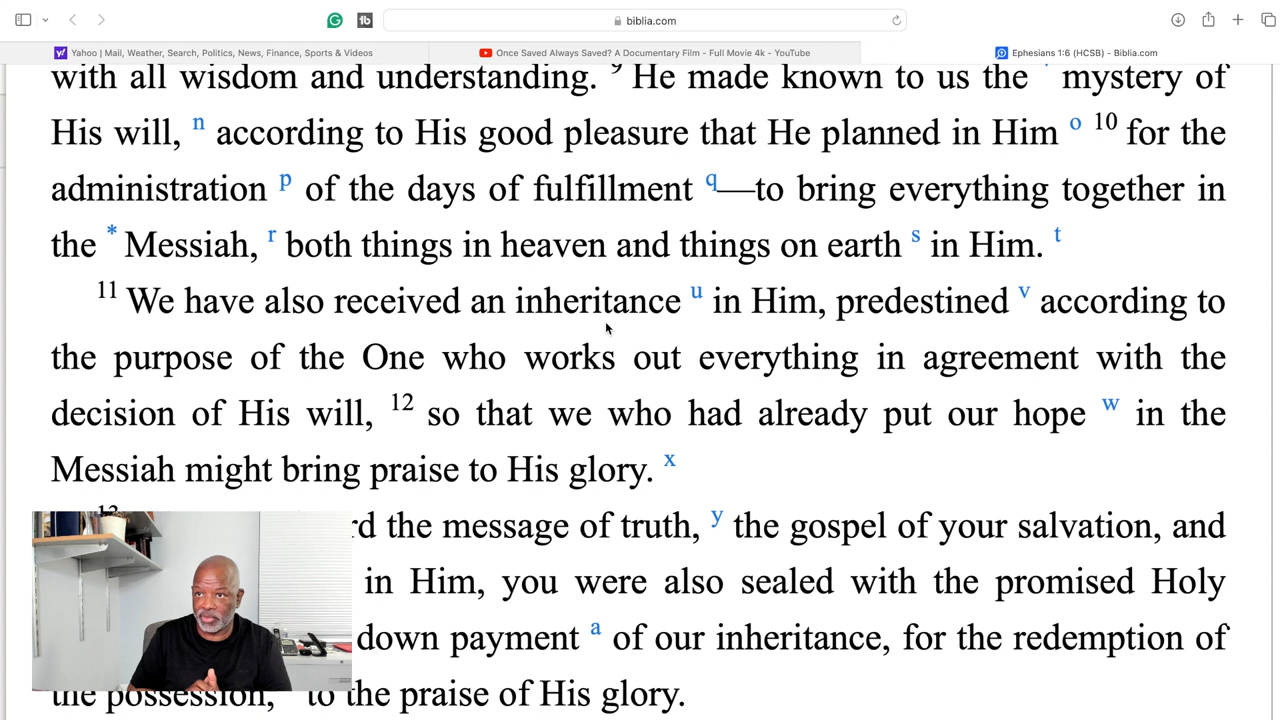 biblia.com
Yahoo | Mail, Weather, Search, Politics, News, Finance, Sports & Videos
Once Saved Always Saved? A Documentary Film - Full Movie 4k - YouTube
Ephesians 1:6 (HCSB) - Biblia.com
with all wisdom and understanding. 9 He made known to us the mystery of
His will, n according to His good pleasure that He planned in Him o 10 for the
administration p of the days of fulfillment q—to bring everything together in
the * Messiah, r both things in heaven and things on earth s in Him. t
11 We have also received an inheritance u in Him, predestined v according to
the purpose of the One who works out everything in agreement with the
decision of His will, 12 so that we who had already put our hope w in the
Messiah might bring praise to His glory. x
the message of truth, y the gospel of your salvation, and
in Him, you were also sealed with the promised Holy
down payment a of our inheritance, for the redemption of
the possession, to the praise of His glory.